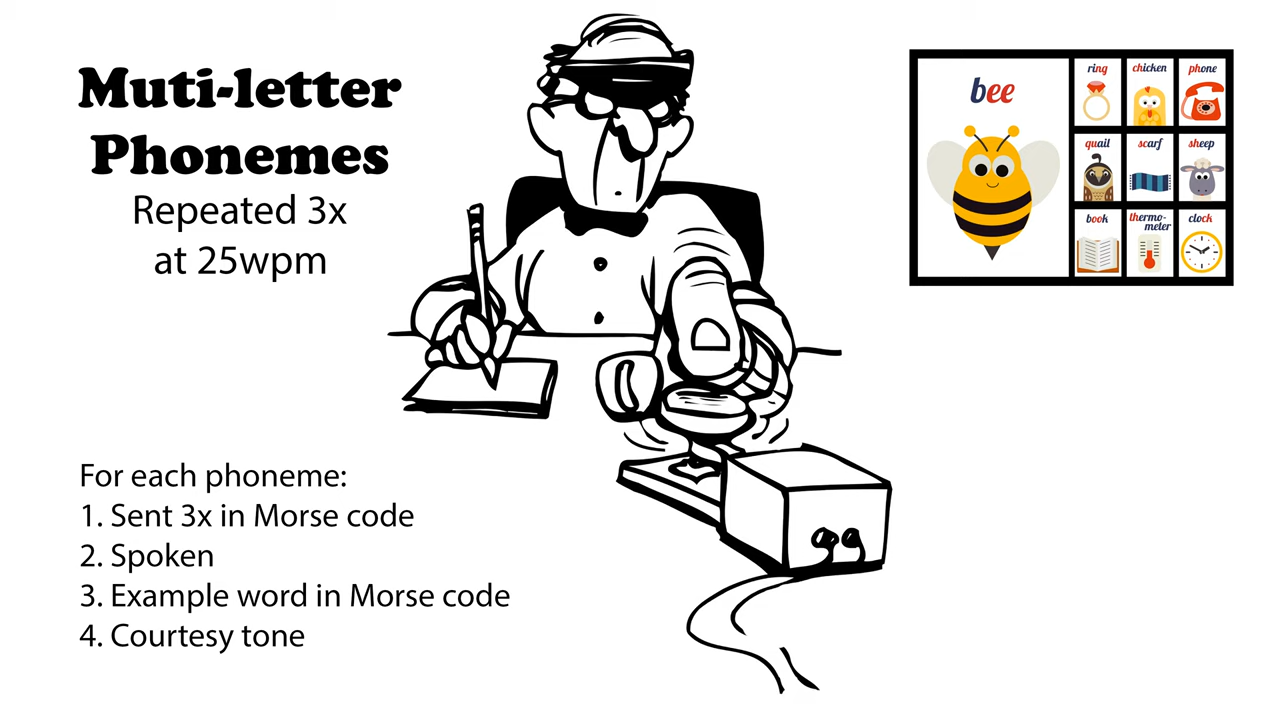 Muti-letter
Phonemes
Repeated 3x
at 25wpm
For each phoneme:
1. Sent 3x in Morse code
2. Spoken
3. Example word in Morse code
4. Courtesy tone
bee
ring
chicken
phone
quail
scarf
sheep
book
thermo-
meter
clock